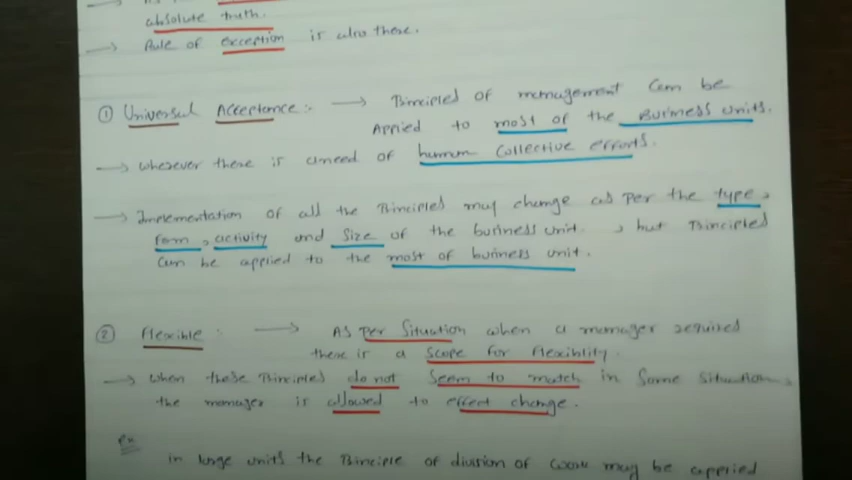 absolute truth.
→ Rule of exception is also there.
① Universal Acceptance :- → Principles of management can be
Applied to most of the Business units.
→ wherever there is a need of human collective efforts.
→ Implementation of all the Principles may change as per the type,
form, activity and size of the business unit, but Principles
can be applied to the most of business unit.
② Flexible :- → As per situation when a manager required
there is a scope for flexiblity.
→ when these Principles do not seem to match in some situation,
the manager is allowed to effect change.
Ex
In large units the Principle of division of work may be applied